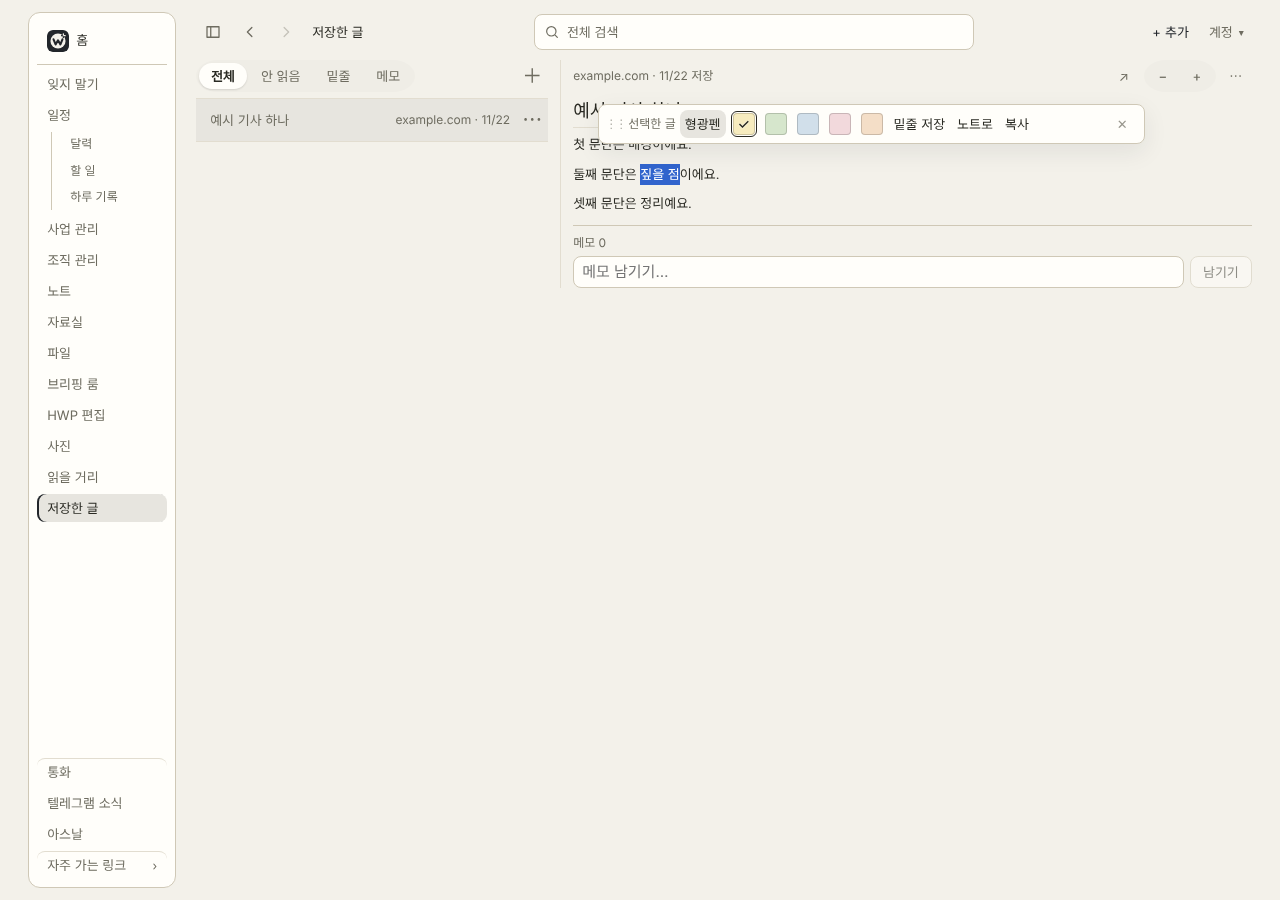 홈
잊지 말기
일정
달력
할 일
하루 기록
사업 관리
조직 관리
노트
자료실
파일
브리핑 룸
HWP 편집
사진
읽을 거리
저장한 글
통화
텔레그램 소식
아스날
자주 가는 링크 ›
저장한 글
전체 검색
+ 추가
계정 ▾
전체 안 읽음 밑줄 메모
예시 기사 하나 example.com · 11/22 ···
example.com · 11/22 저장
− + ···
선택한 글 형광펜 밑줄 저장 노트로 복사 ×
둘째 문단은 짚을 점이에요.
셋째 문단은 정리예요.
메모 0
메모 남기기...
남기기